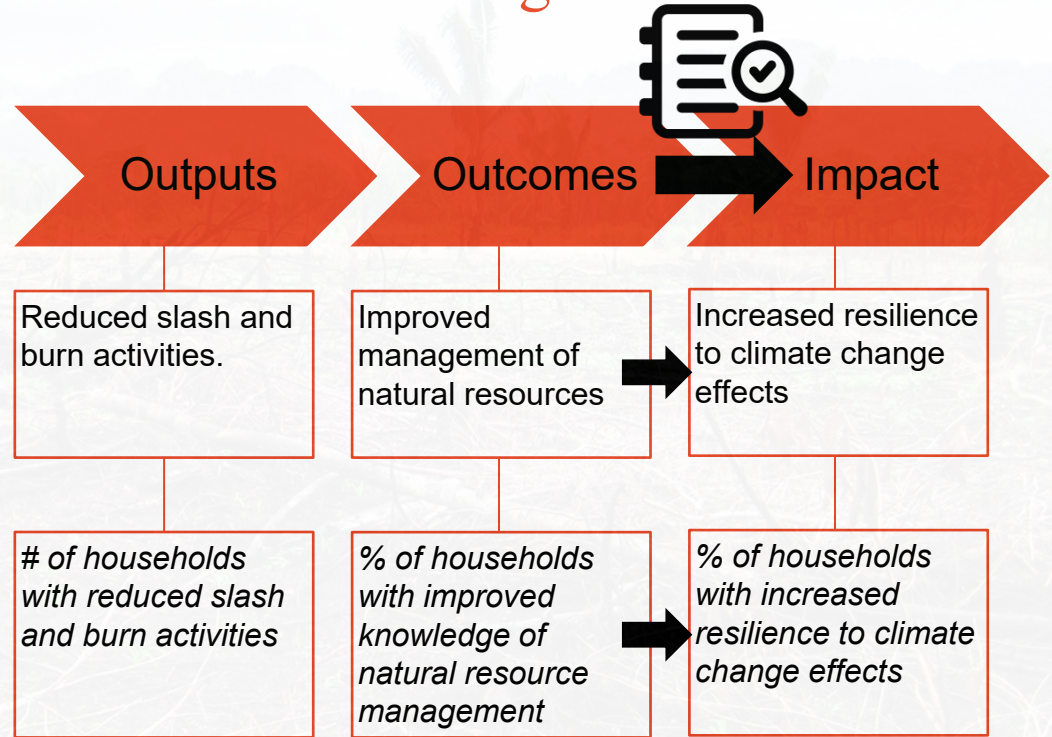 Outputs
Outcomes
Impact
Reduced slash and
burn activities.
Improved
management of
natural resources
Increased resilience
to climate change
effects
# of households
with reduced slash
and burn activities
% of households
with improved
knowledge of
natural resource
management
% of households
with increased
resilience to climate
change effects